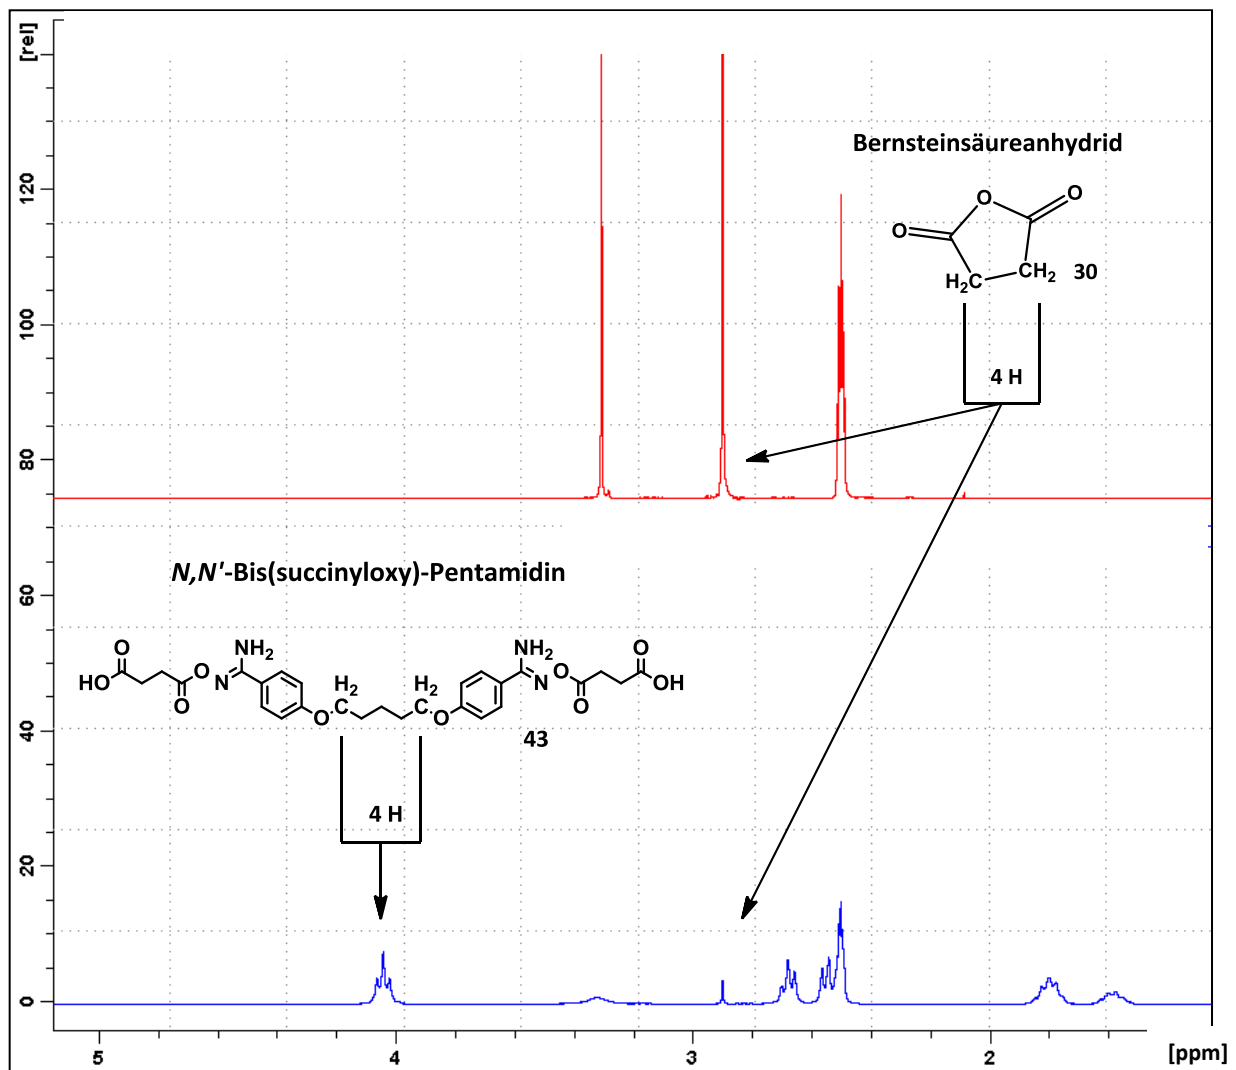 [rel]
Bernsteinsäureanhydrid
120
O
O
O
H2C
CH2
30
100
4 H
80
N,N'-Bis(succinyloxy)-Pentamidin
60
O
NH2
NH2
O
HO
O
N
H2
H2
N
O
OH
O
C
C
O
O
O
40
43
4 H
20
0
5
4
3
2
[ppm]